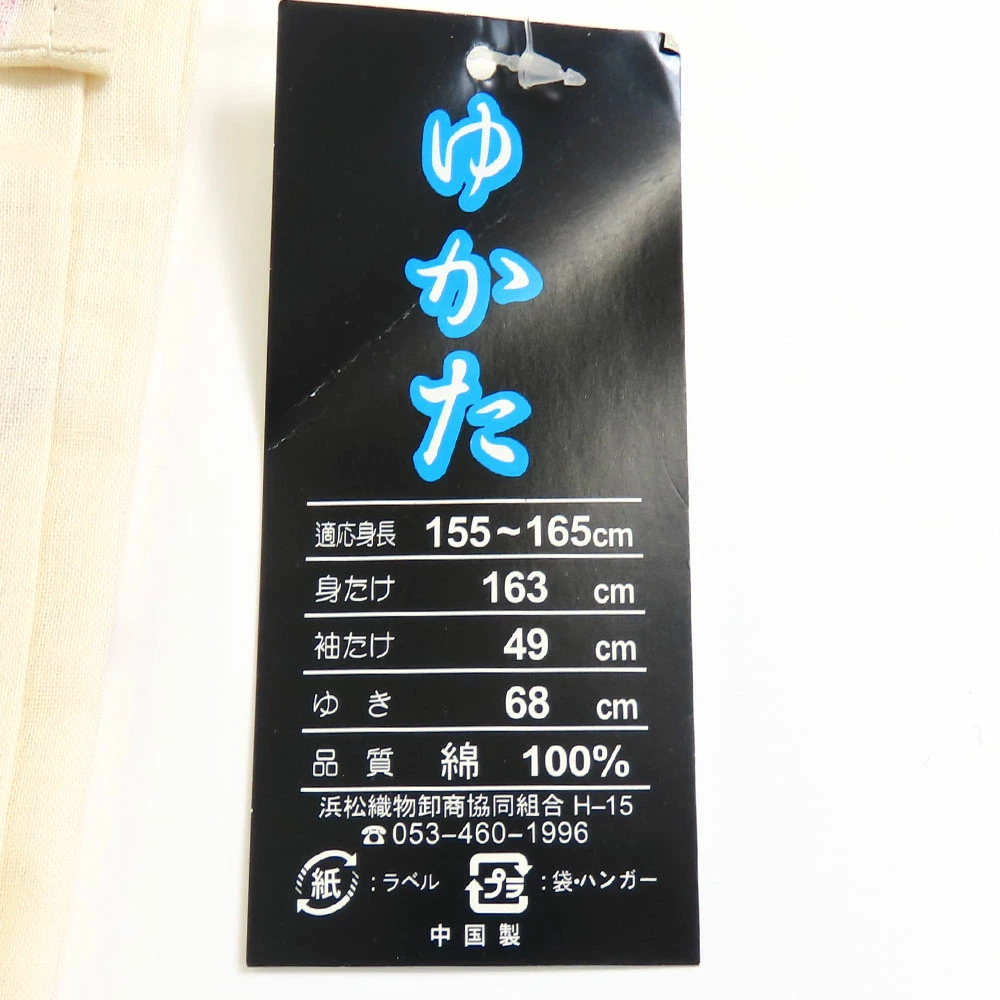 ゆかた
適応身長 155~165cm
身たけ 163 cm
袖たけ 49 cm
ゆき 68 cm
品質 綿 100%
浜松織物卸商協同組合 H-15
☎053-460-1996
紙:ラベル プラ:袋・ハンガー
中国製